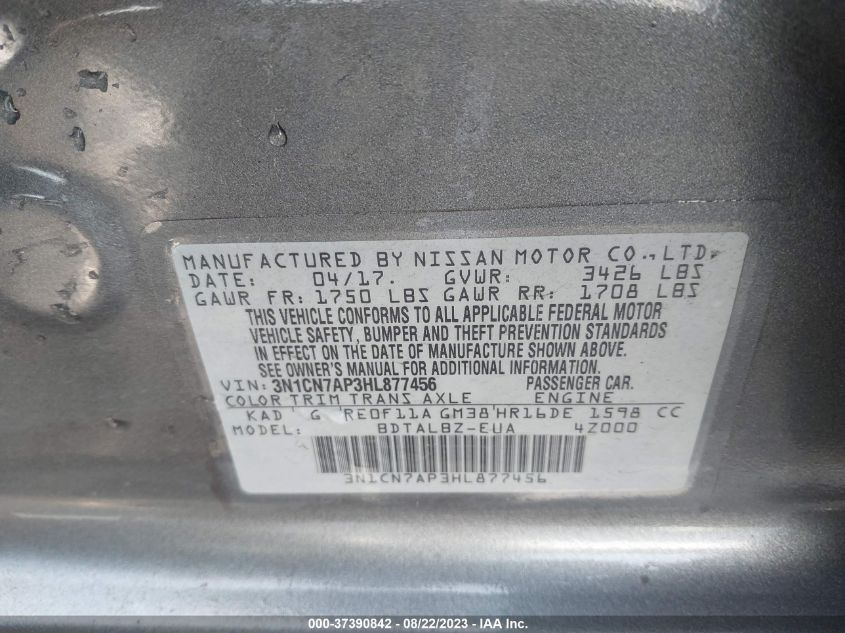 MANUFACTURED BY NISSAN MOTOR CO., LTD.
DATE: 04/17. GVWR: 3426 LBS
GAWR FR: 1750 LBS GAWR RR: 1708 LBS
THIS VEHICLE CONFORMS TO ALL APPLICABLE FEDERAL MOTOR
VEHICLE SAFETY, BUMPER AND THEFT PREVENTION STANDARDS
IN EFFECT ON THE DATE OF MANUFACTURE SHOWN ABOVE.
SEE OWNER'S MANUAL FOR ADDITIONAL INFORMATION.
VIN: 3N1CN7AP3HL877456 PASSENGER CAR.
COLOR TRIM TRANS AXLE ENGINE
KAD G RE0F11A GM38 HR16DE 1598 CC
MODEL: BDTALBZ-EUA 4Z000
3N1CN7AP3HL877456
000-37390842 - 08/22/2023 - IAA Inc.